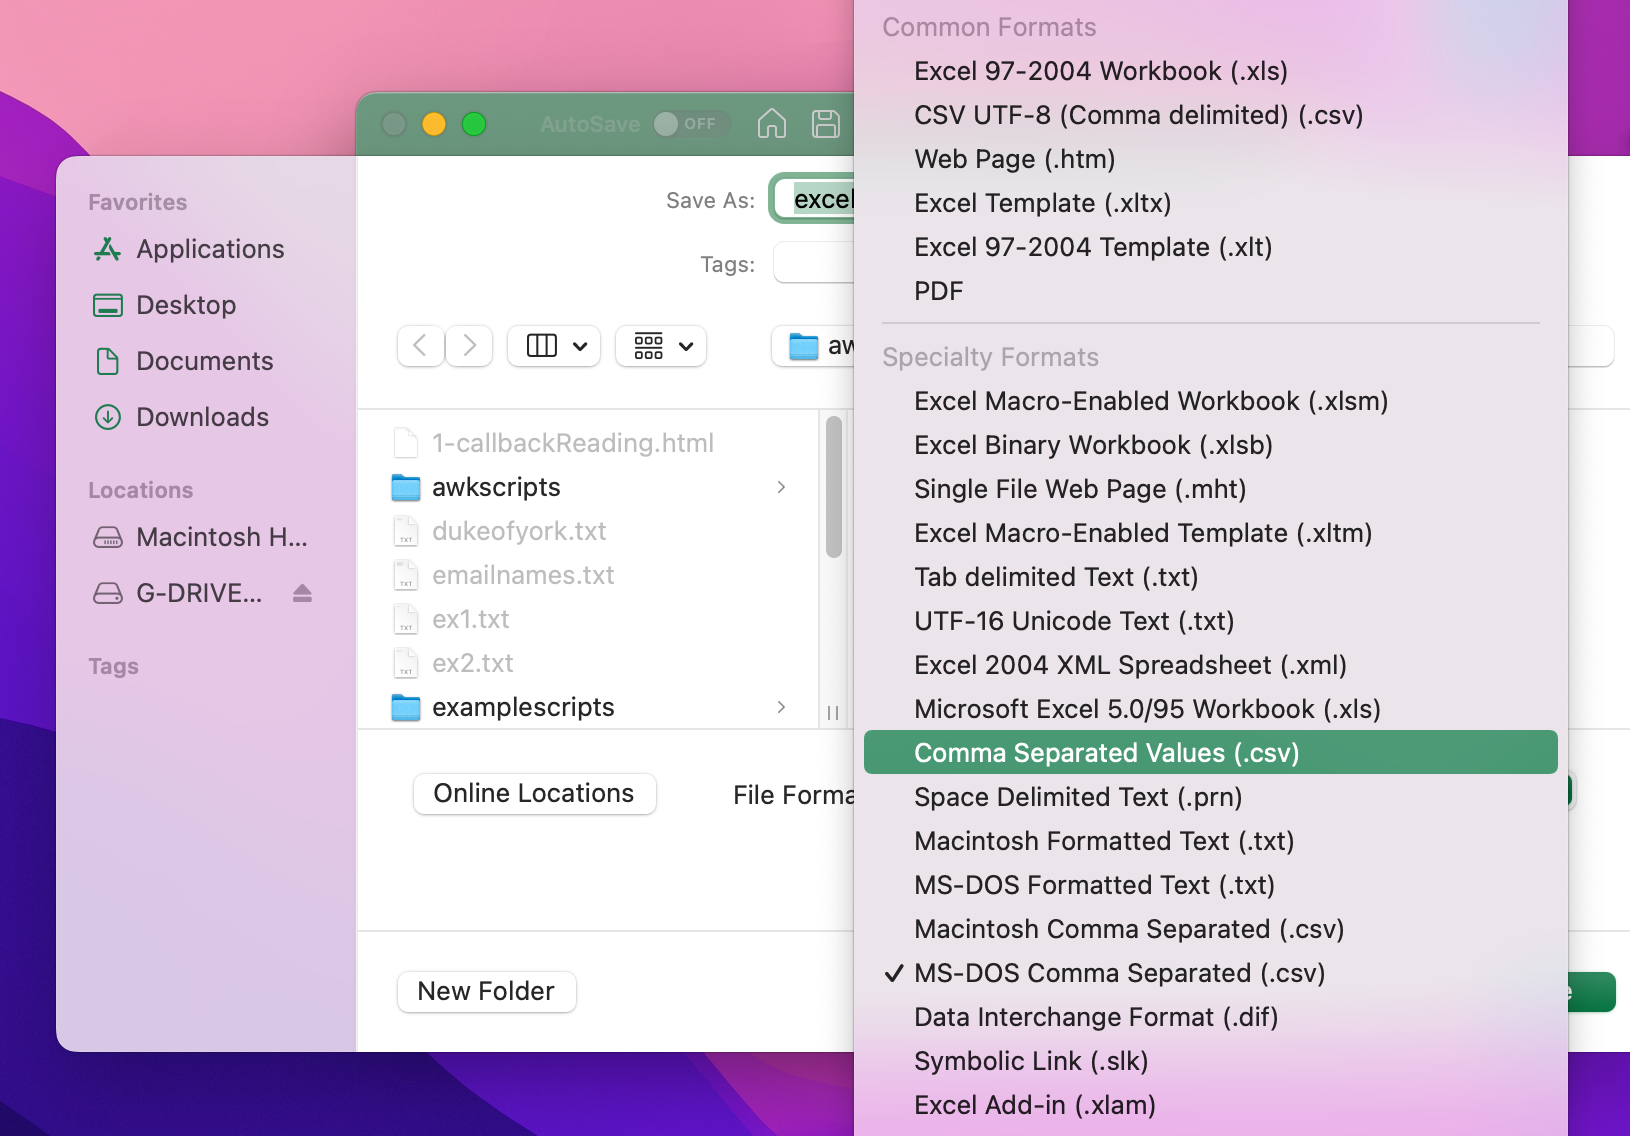 AutoSave OFF
Favorites
Applications
Desktop
Documents
Downloads
Locations
Macintosh H...
G-DRIVE...
Tags
Save As: excel
Tags:
aw
1-callbackReading.html
awkscripts
dukeofyork.txt
emailnames.txt
ex1.txt
ex2.txt
examplescripts
Online Locations
File Forma
New Folder
Common Formats
Excel 97-2004 Workbook (.xls)
CSV UTF-8 (Comma delimited) (.csv)
Web Page (.htm)
Excel Template (.xltx)
Excel 97-2004 Template (.xlt)
PDF
Specialty Formats
Excel Macro-Enabled Workbook (.xlsm)
Excel Binary Workbook (.xlsb)
Single File Web Page (.mht)
Excel Macro-Enabled Template (.xltm)
Tab delimited Text (.txt)
UTF-16 Unicode Text (.txt)
Excel 2004 XML Spreadsheet (.xml)
Microsoft Excel 5.0/95 Workbook (.xls)
Comma Separated Values (.csv)
Space Delimited Text (.prn)
Macintosh Formatted Text (.txt)
MS-DOS Formatted Text (.txt)
Macintosh Comma Separated (.csv)
✓ MS-DOS Comma Separated (.csv)
Data Interchange Format (.dif)
Symbolic Link (.slk)
Excel Add-in (.xlam)